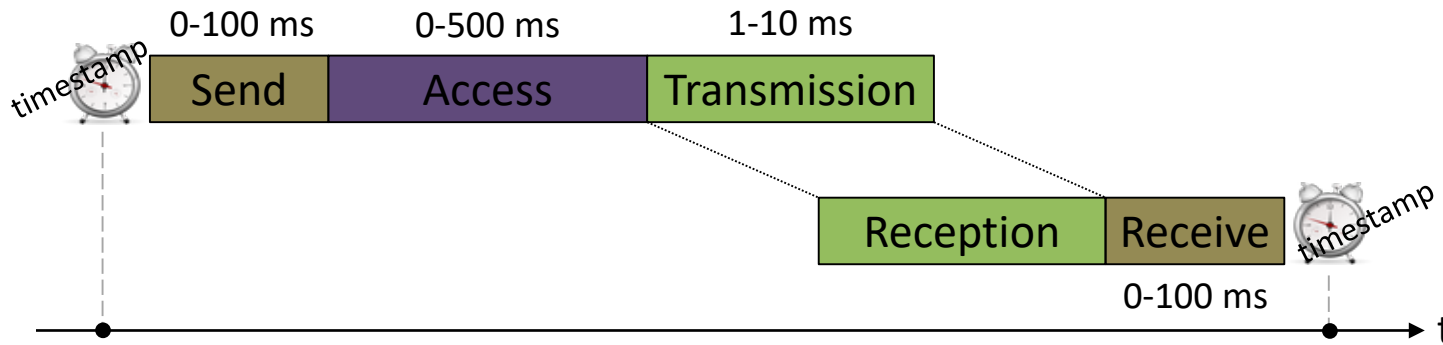 0-100 ms 0-500 ms 1-10 ms
timestamp Send Access Transmission
Reception Receive timestamp
0-100 ms
t